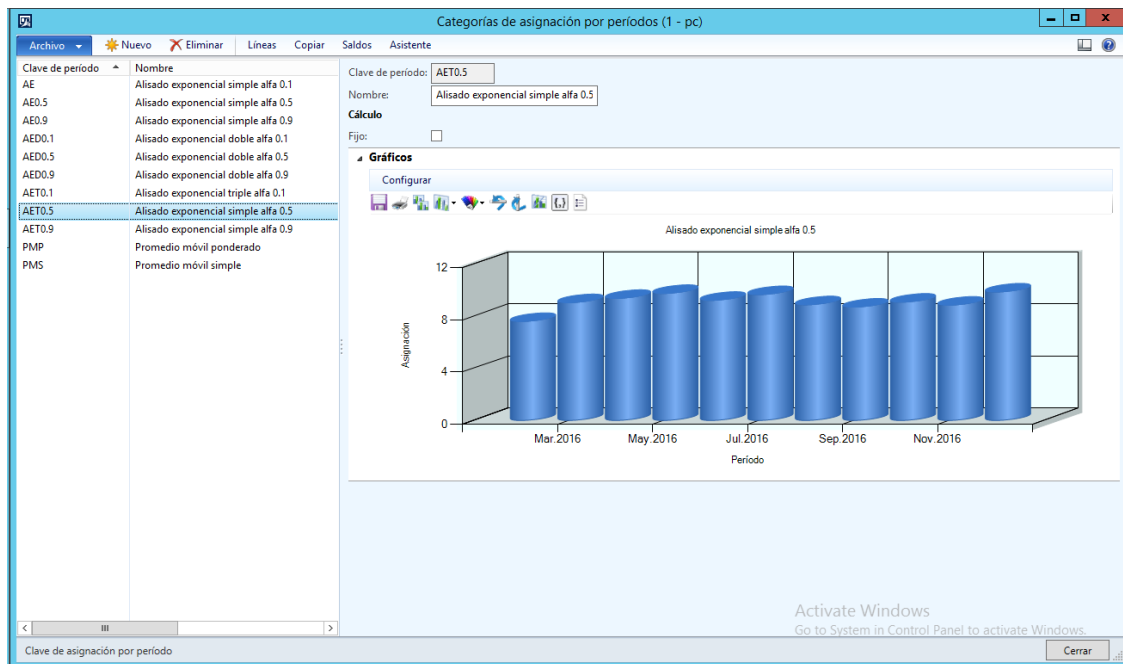 Categorías de asignación por períodos (1 - pc)
Archivo Nuevo Eliminar Líneas Copiar Saldos Asistente
Clave de período Nombre
AE Alisado exponencial simple alfa 0.1
AE0.5 Alisado exponencial simple alfa 0.5
AE0.9 Alisado exponencial simple alfa 0.9
AED0.1 Alisado exponencial doble alfa 0.1
AED0.5 Alisado exponencial doble alfa 0.5
AED0.9 Alisado exponencial doble alfa 0.9
AET0.1 Alisado exponencial triple alfa 0.1
AET0.5 Alisado exponencial simple alfa 0.5
AET0.9 Alisado exponencial simple alfa 0.9
PMP Promedio móvil ponderado
PMS Promedio móvil simple
Clave de período: AET0.5
Nombre: Alisado exponencial simple alfa 0.5
Cálculo
Fijo:
Gráficos
Configurar
Alisado exponencial simple alfa 0.5
12
8
4
0
Asignación
Mar.2016 May.2016 Jul.2016 Sep.2016 Nov.2016
Período
Activate Windows
Go to System in Control Panel to activate Windows.
Clave de asignación por período
Cerrar